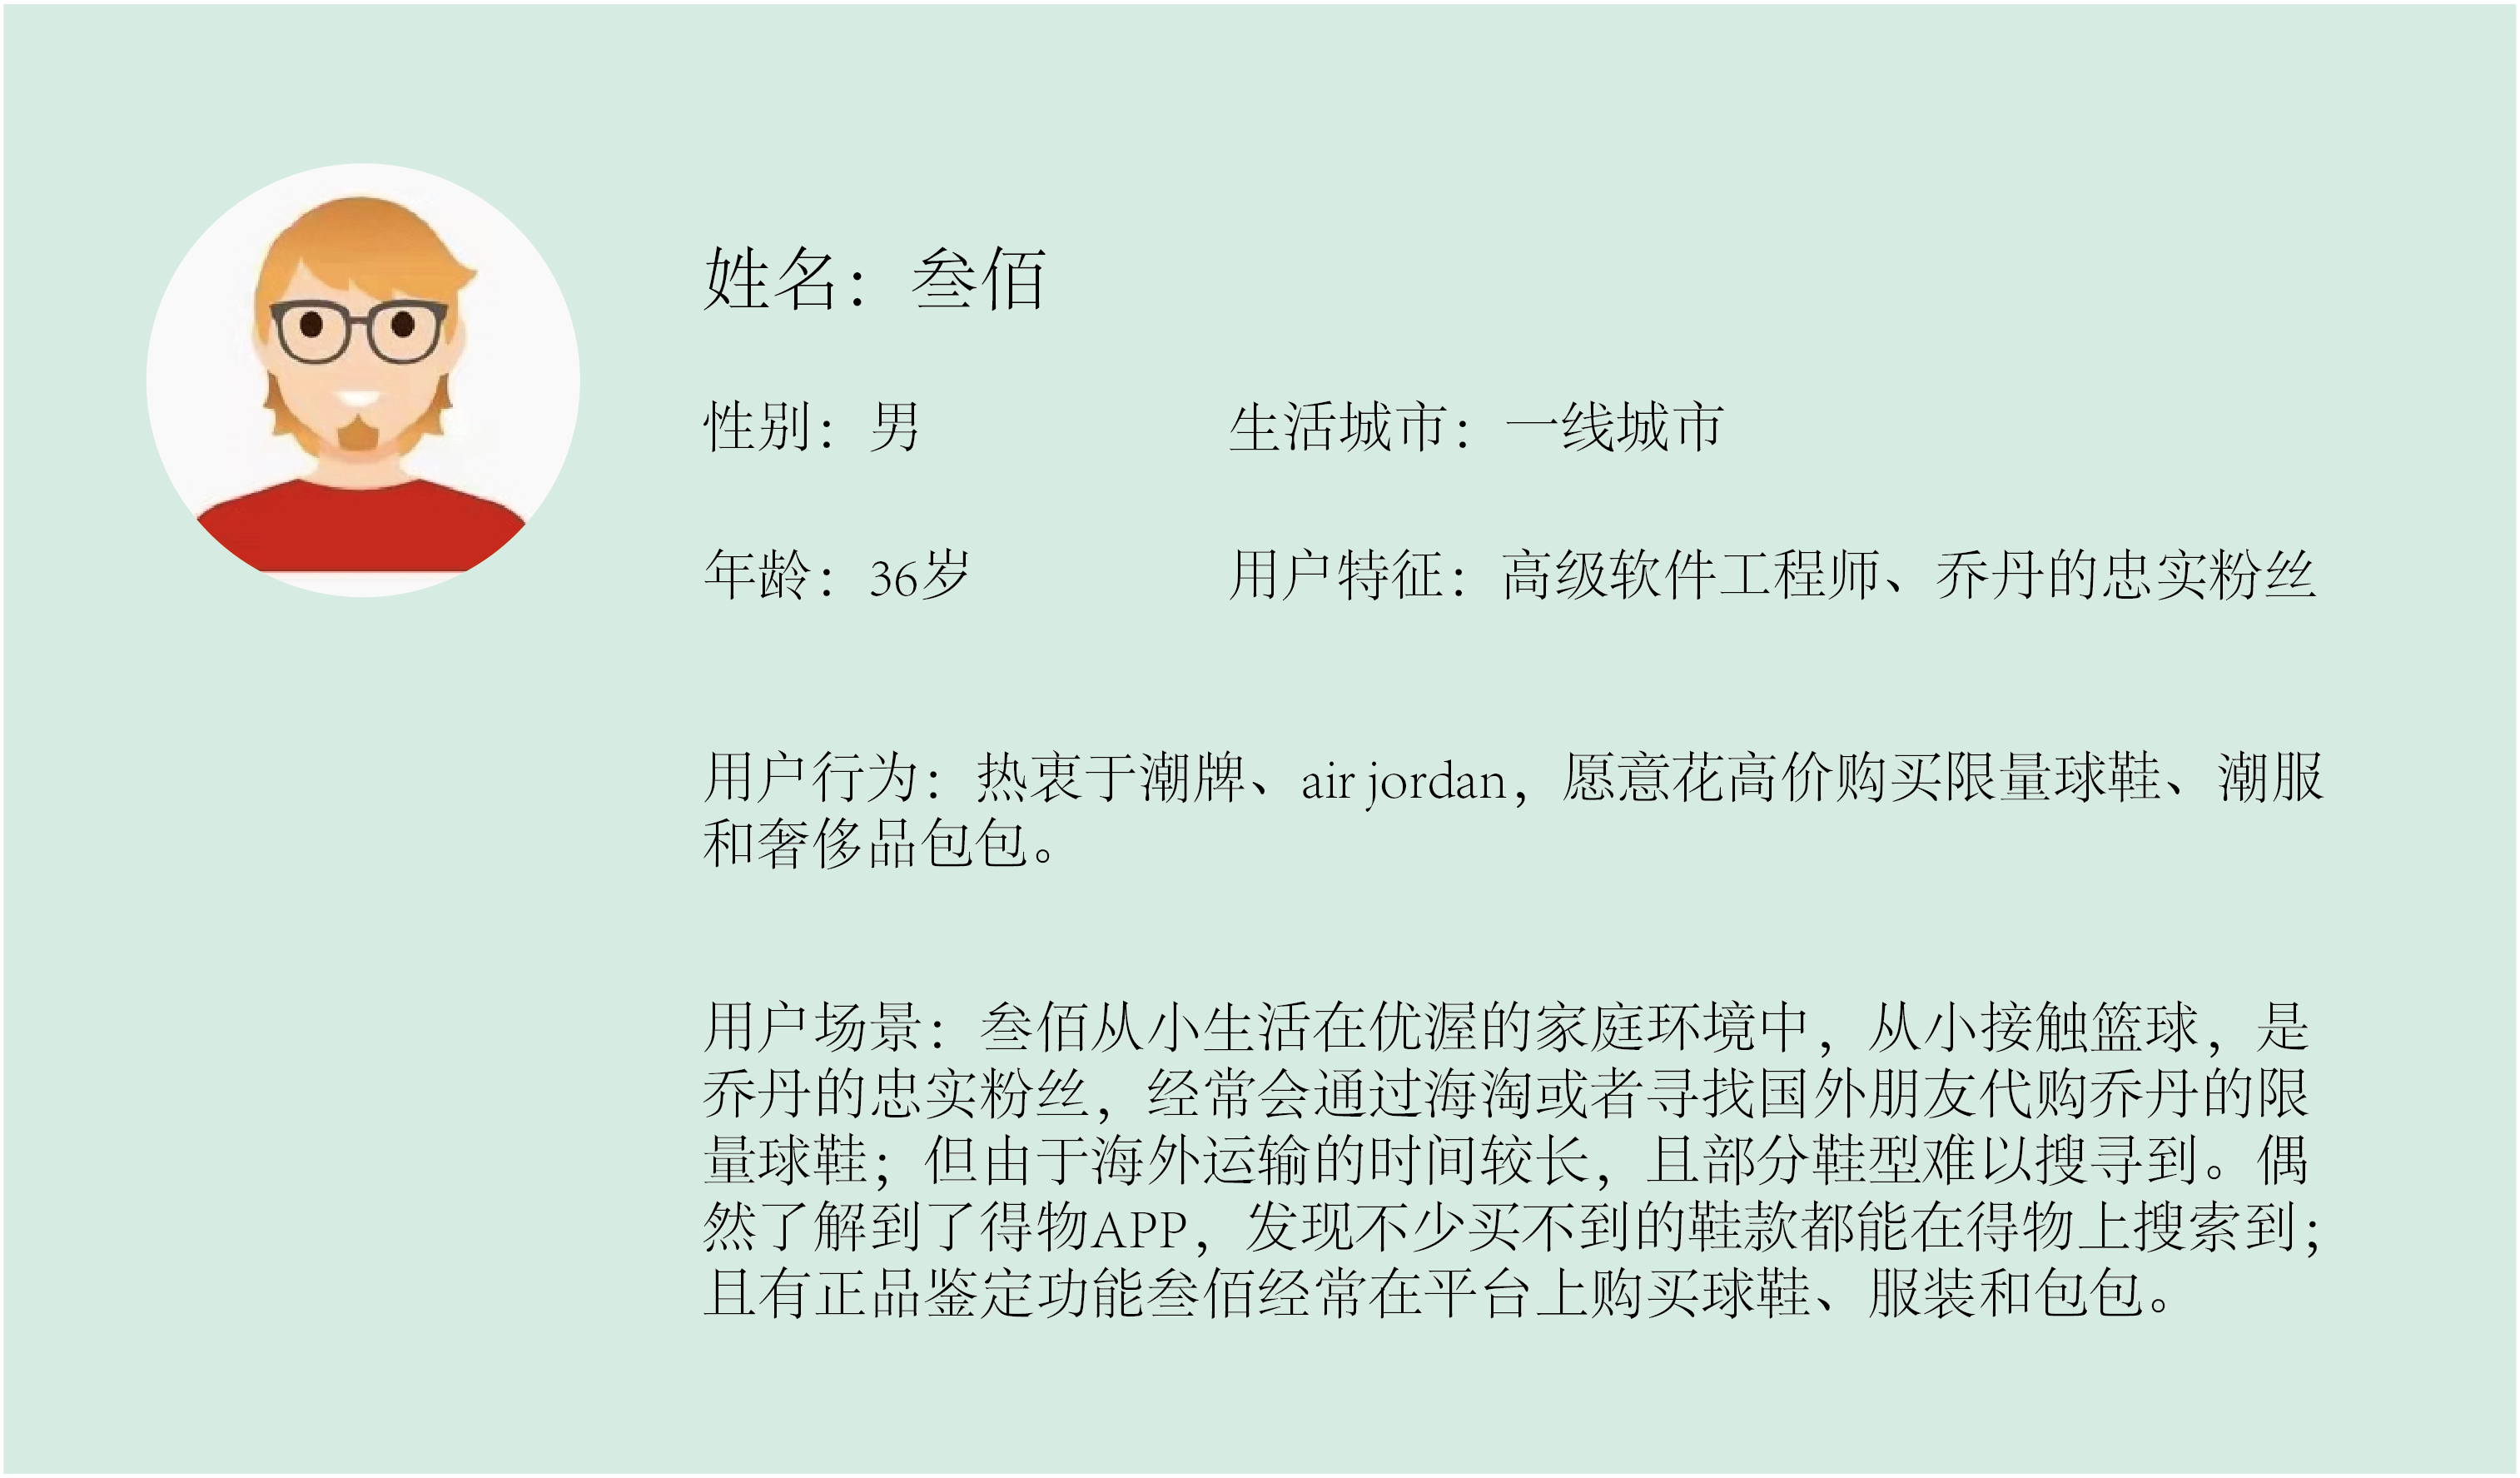 姓名：叁佰
性别：男 生活城市：一线城市
年龄：36岁 用户特征：高级软件工程师、乔丹的忠实粉丝
用户行为：热衷于潮牌、air jordan，愿意花高价购买限量球鞋、潮服
和奢侈品包包。
用户场景：叁佰从小生活在优渥的家庭环境中，从小接触篮球，是
乔丹的忠实粉丝，经常会通过海淘或者寻找国外朋友代购乔丹的限
量球鞋；但由于海外运输的时间较长，且部分鞋型难以搜寻到。偶
然了解到了得物APP，发现不少买不到的鞋款都能在得物上搜索到；
且有正品鉴定功能叁佰经常在平台上购买球鞋、服装和包包。